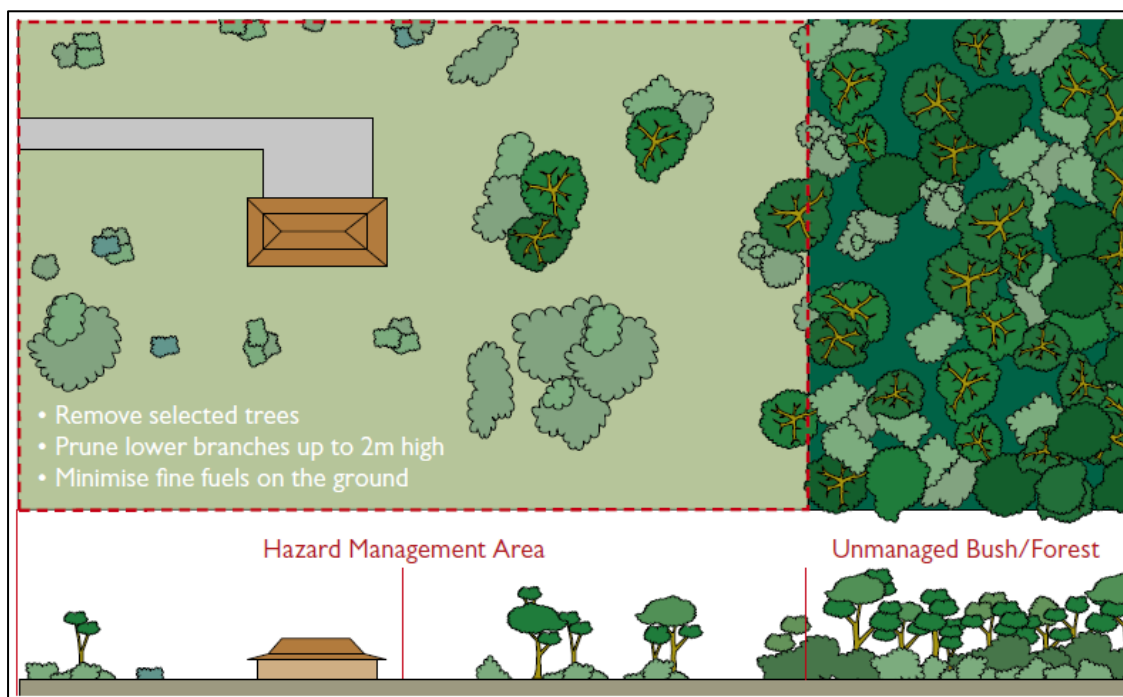 • Remove selected trees
• Prune lower branches up to 2m high
• Minimise fine fuels on the ground
Hazard Management Area
Unmanaged Bush/Forest